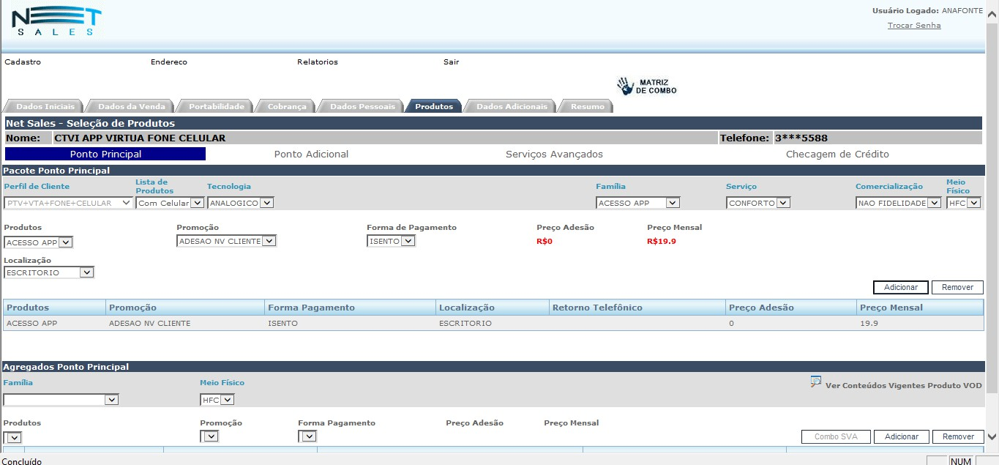 NET
SALES
Usuário Logado: ANAFONTE
Trocar Senha
Cadastro Endereco Relatorios Sair
MATRIZ
DE COMBO
Dados Iniciais Dados da Venda Portabilidade Cobrança Dados Pessoais Produtos Dados Adicionais Resumo
Net Sales - Seleção de Produtos
Nome: CTVI APP VIRTUA FONE CELULAR Telefone: 3***5588
Ponto Principal Ponto Adicional Serviços Avançados Checagem de Crédito
Pacote Ponto Principal
Perfil de Cliente Lista de Produtos Tecnologia Família Serviço Comercialização Meio Físico
PTV+VTA+FONE+CELULAR Com Celular ANALOGICO ACESSO APP CONFORTO NAO FIDELIDADE HFC
Produtos Promoção Forma de Pagamento Preço Adesão Preço Mensal
ACESSO APP ADESAO NV CLIENTE ISENTO R$0 R$19.9
Localização
ESCRITORIO
Adicionar Remover
Produtos Promoção Forma Pagamento Localização Retorno Telefônico Preço Adesão Preço Mensal
ACESSO APP ADESAO NV CLIENTE ISENTO ESCRITORIO 0 19.9
Agregados Ponto Principal
Família Meio Físico
Ver Conteúdos Vigentes Produto VOD
HFC
Produtos Promoção Forma Pagamento Preço Adesão Preço Mensal
Combo SVA Adicionar Remover
Concluído NUM